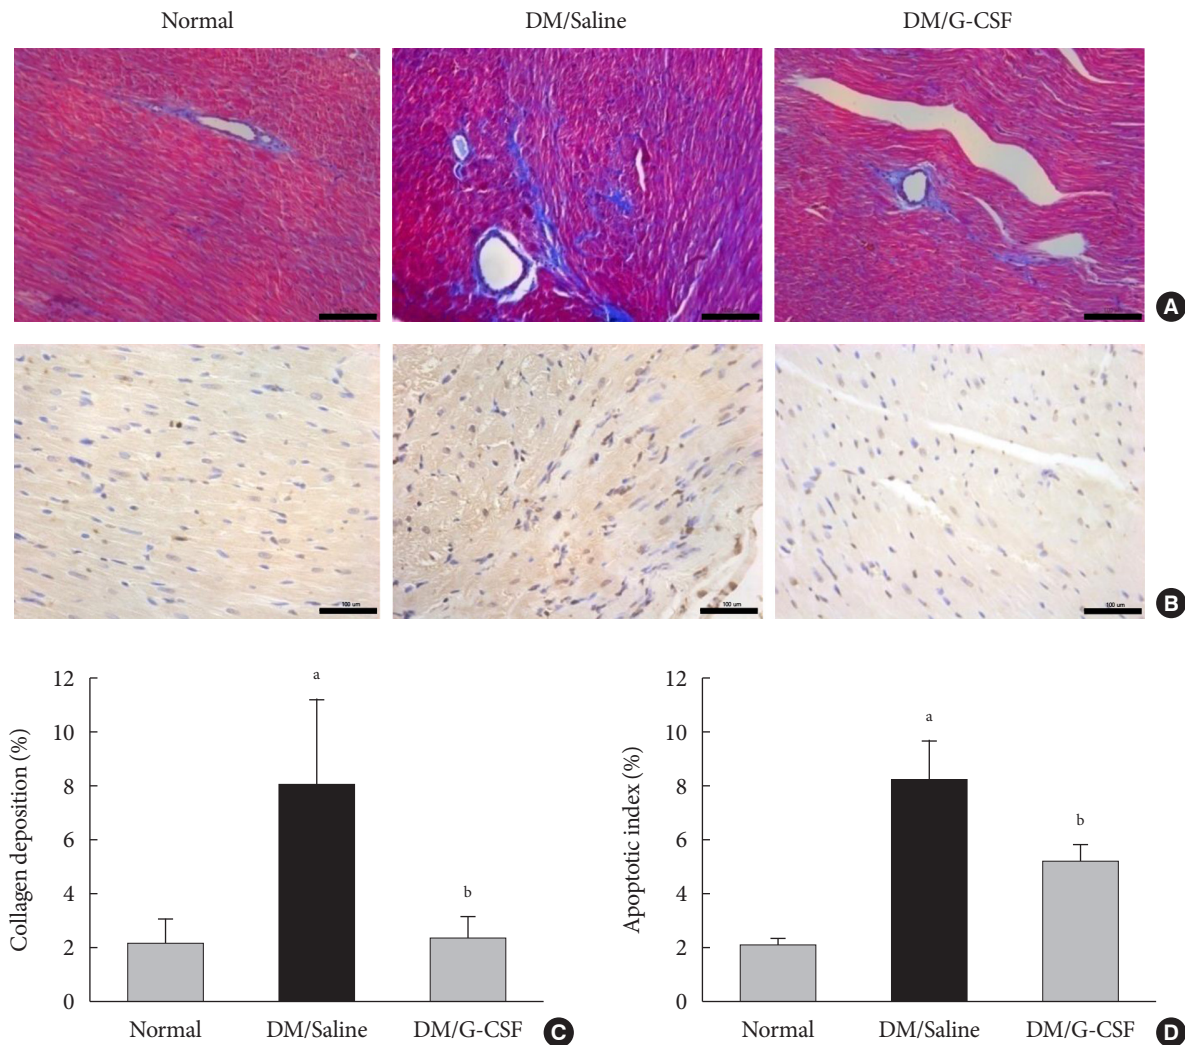 Normal DM/Saline DM/G-CSF
A
100 um 100 um 100 um
B
Collagen deposition (%)
12
10
8
6
4
2
0
a
b
Normal DM/Saline DM/G-CSF
C
Apoptotic index (%)
12
10
8
6
4
2
0
a
b
Normal DM/Saline DM/G-CSF
D